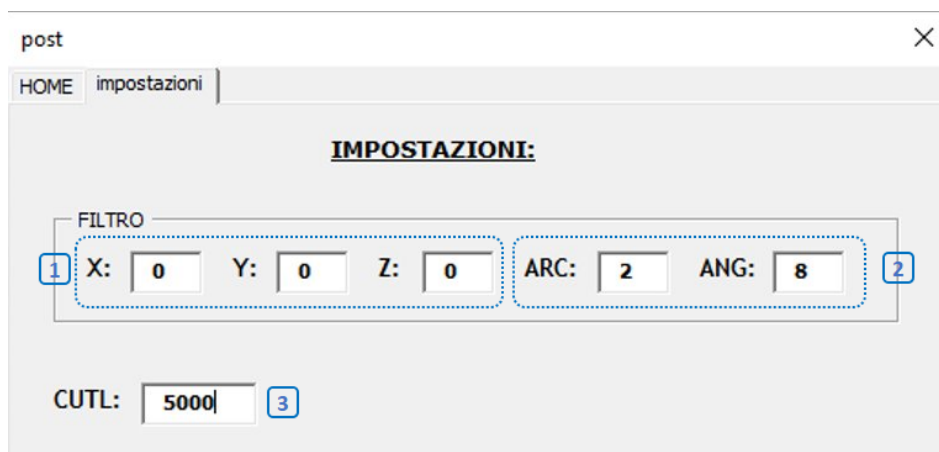 post
HOME impostazioni
IMPOSTAZIONI:
FILTRO
1 X: 0 Y: 0 Z: 0 ARC: 2 ANG: 8 2
CUTL: 5000 3